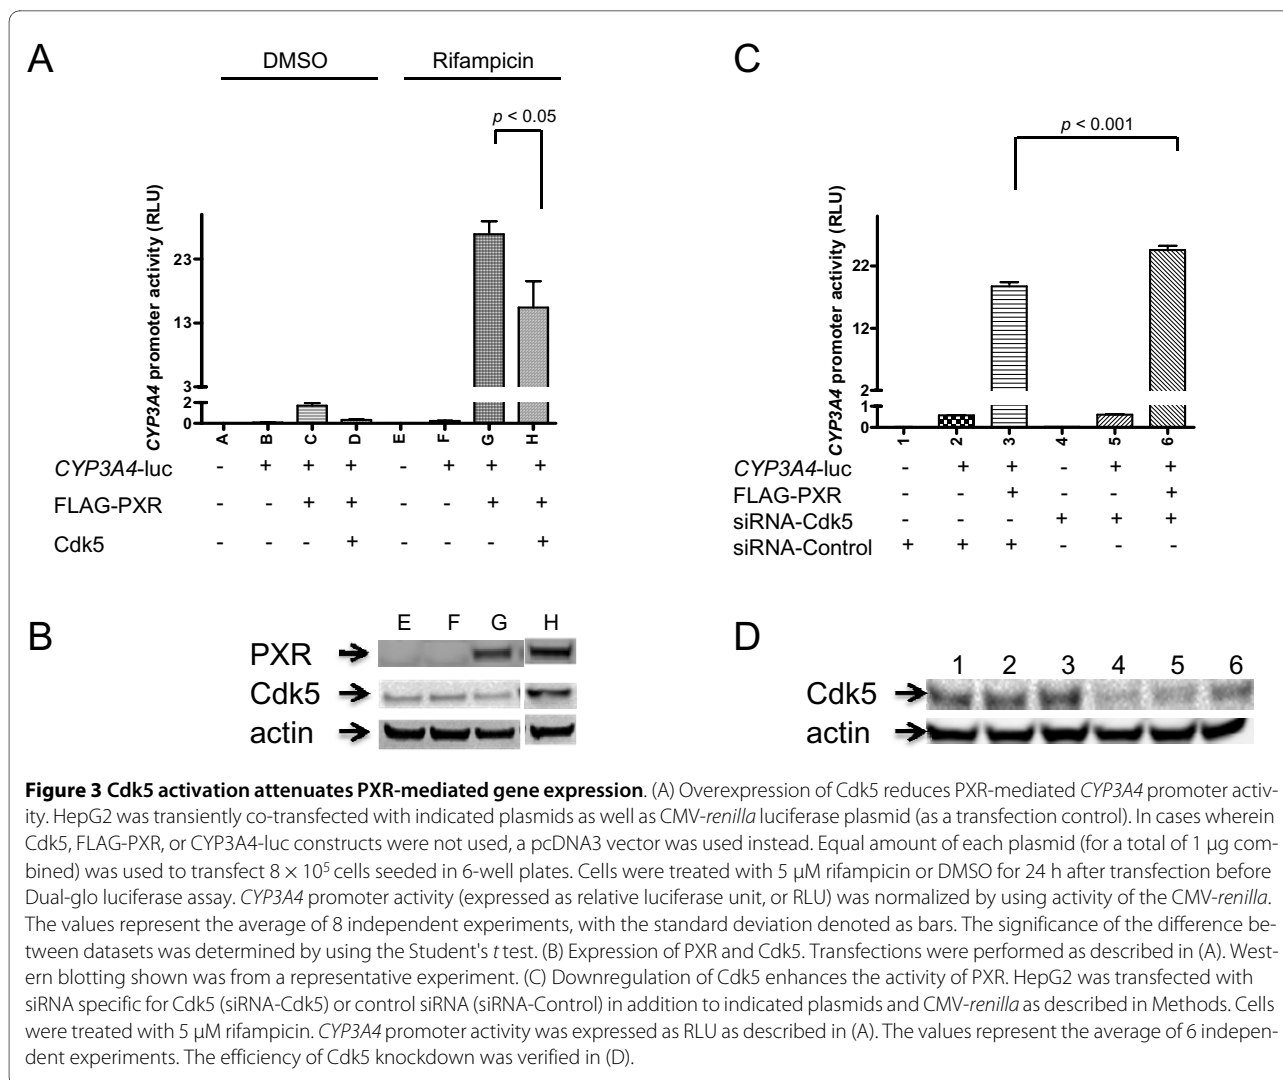 A
DMSO
Rifampicin
p < 0.05
CYP3A4 promoter activity (RLU)
23
13
3
2
0
A B C D E F G H
CYP3A4-luc - + + + - + + +
FLAG-PXR - - + + - - + +
Cdk5 - - - + - - - +
C
p < 0.001
CYP3A4 promoter activity (RLU)
22
12
2
1
0
1 2 3 4 5 6
CYP3A4-luc - + + - + +
FLAG-PXR - - + - - +
siRNA-Cdk5 - - - + + +
siRNA-Control + + + - - -
B
E F G H
PXR
Cdk5
actin
D
1 2 3 4 5 6
Cdk5
actin
Figure 3 Cdk5 activation attenuates PXR-mediated gene expression. (A) Overexpression of Cdk5 reduces PXR-mediated CYP3A4 promoter activ-
ity. HepG2 was transiently co-transfected with indicated plasmids as well as CMV-renilla luciferase plasmid (as a transfection control). In cases wherein
Cdk5, FLAG-PXR, or CYP3A4-luc constructs were not used, a pcDNA3 vector was used instead. Equal amount of each plasmid (for a total of 1 μg com-
bined) was used to transfect 8 × 10⁵ cells seeded in 6-well plates. Cells were treated with 5 μM rifampicin or DMSO for 24 h after transfection before
Dual-glo luciferase assay. CYP3A4 promoter activity (expressed as relative luciferase unit, or RLU) was normalized by using activity of the CMV-renilla.
The values represent the average of 8 independent experiments, with the standard deviation denoted as bars. The significance of the difference be-
tween datasets was determined by using the Student's t test. (B) Expression of PXR and Cdk5. Transfections were performed as described in (A). West-
ern blotting shown was from a representative experiment. (C) Downregulation of Cdk5 enhances the activity of PXR. HepG2 was transfected with
siRNA specific for Cdk5 (siRNA-Cdk5) or control siRNA (siRNA-Control) in addition to indicated plasmids and CMV-renilla as described in Methods. Cells
were treated with 5 μM rifampicin. CYP3A4 promoter activity was expressed as RLU as described in (A). The values represent the average of 6 indepen-
dent experiments. The efficiency of Cdk5 knockdown was verified in (D).